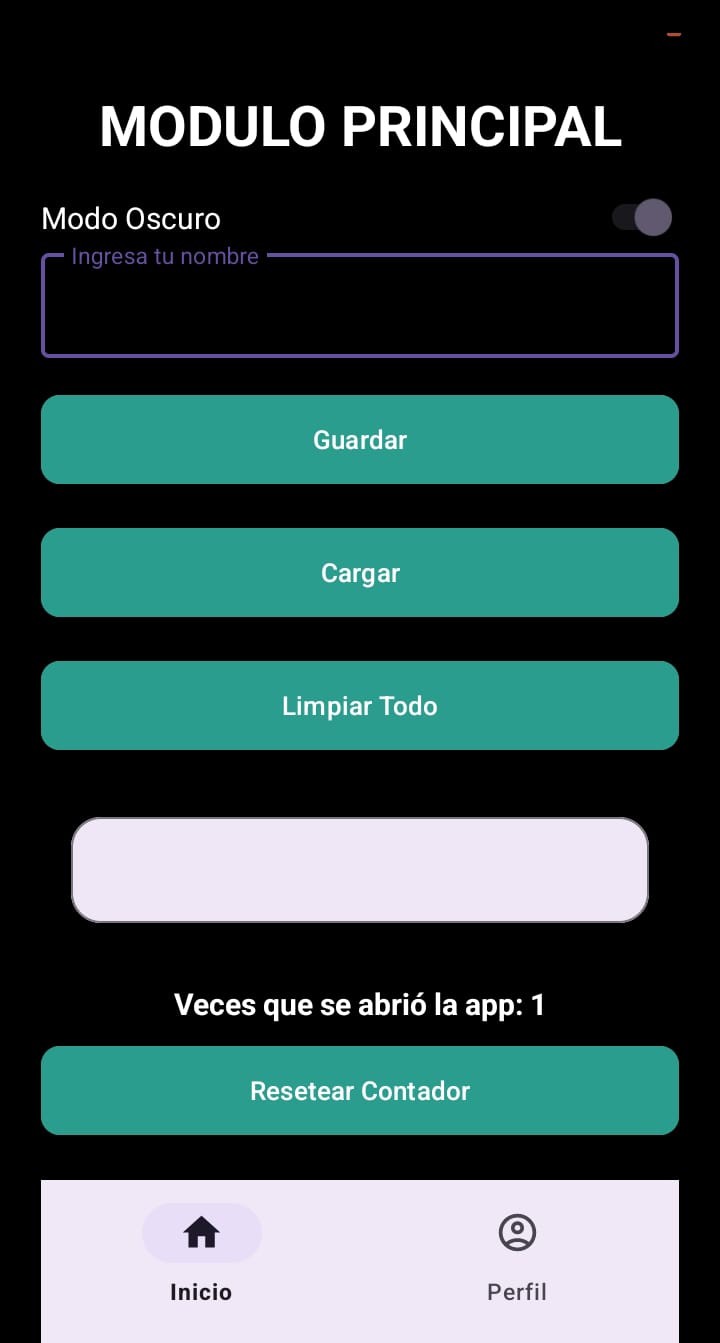 MODULO PRINCIPAL
Modo Oscuro
Ingresa tu nombre
Guardar
Cargar
Limpiar Todo
Veces que se abrió la app: 1
Resetear Contador
Inicio
Perfil